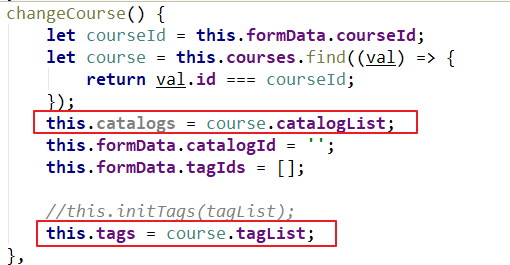 changeCourse() {
let courseId = this.formData.courseId;
let course = this.courses.find((val) => {
return val.id === courseId;
});
this.catalogs = course.catalogList;
this.formData.catalogId = '';
this.formData.tagIds = [];
//this.initTags(tagList);
this.tags = course.tagList;
},